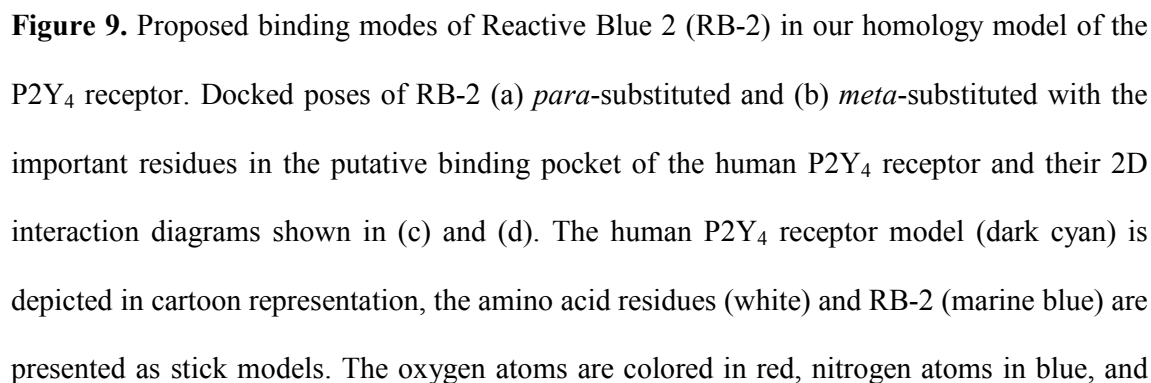 Figure 9. Proposed binding modes of Reactive Blue 2 (RB-2) in our homology model of the
P2Y₄ receptor. Docked poses of RB-2 (a) para-substituted and (b) meta-substituted with the
important residues in the putative binding pocket of the human P2Y₄ receptor and their 2D
interaction diagrams shown in (c) and (d). The human P2Y₄ receptor model (dark cyan) is
depicted in cartoon representation, the amino acid residues (white) and RB-2 (marine blue) are
presented as stick models. The oxygen atoms are colored in red, nitrogen atoms in blue, and